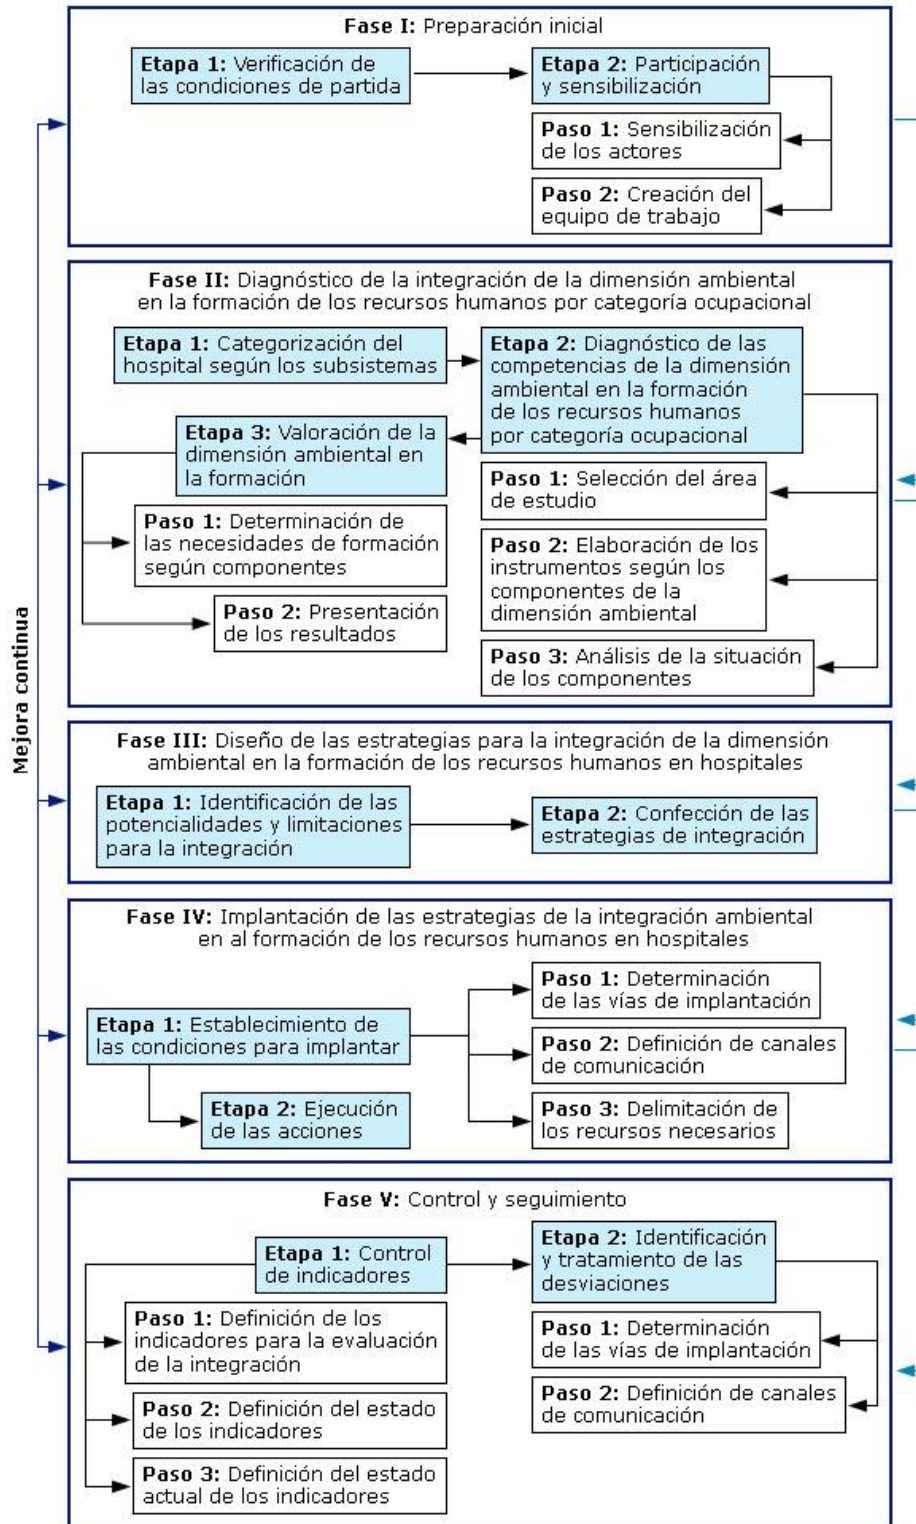 Fase I: Preparación inicial
Etapa 1: Verificación de
las condiciones de partida
Etapa 2: Participación
y sensibilización
Paso 1: Sensibilización
de los actores
Paso 2: Creación del
equipo de trabajo
Fase II: Diagnóstico de la integración de la dimensión ambiental
en la formación de los recursos humanos por categoría ocupacional
Etapa 1: Categorización del
hospital según los subsistemas
Etapa 2: Diagnóstico de las
competencias de la dimensión
ambiental en la formación
de los recursos humanos
por categoría ocupacional
Paso 1: Selección del área
de estudio
Paso 2: Elaboración de los
instrumentos según los
componentes de la
dimensión ambiental
Paso 3: Análisis de la situación
de los componentes
Etapa 3: Valoración de la
dimensión ambiental en
la formación
Paso 1: Determinación de
las necesidades de formación
según componentes
Paso 2: Presentación
de los resultados
Mejora continua
Fase III: Diseño de las estrategias para la integración de la dimensión
ambiental en la formación de los recursos humanos en hospitales
Etapa 1: Identificación de las
potencialidades y limitaciones
para la integración
Etapa 2: Confección de las
estrategias de integración
Fase IV: Implantación de las estrategias de la integración ambiental
en al formación de los recursos humanos en hospitales
Etapa 1: Establecimiento de
las condiciones para implantar
Paso 1: Determinación
de las vías de implantación
Paso 2: Definición de canales
de comunicación
Paso 3: Delimitación de
los recursos necesarios
Etapa 2: Ejecución
de las acciones
Fase V: Control y seguimiento
Etapa 1: Control
de indicadores
Paso 1: Definición de los
indicadores para la evaluación
de la integración
Paso 2: Definición del estado
de los indicadores
Paso 3: Definición del estado
actual de los indicadores
Etapa 2: Identificación
y tratamiento de las
desviaciones
Paso 1: Determinación
de las vías de implantación
Paso 2: Definición de canales
de comunicación